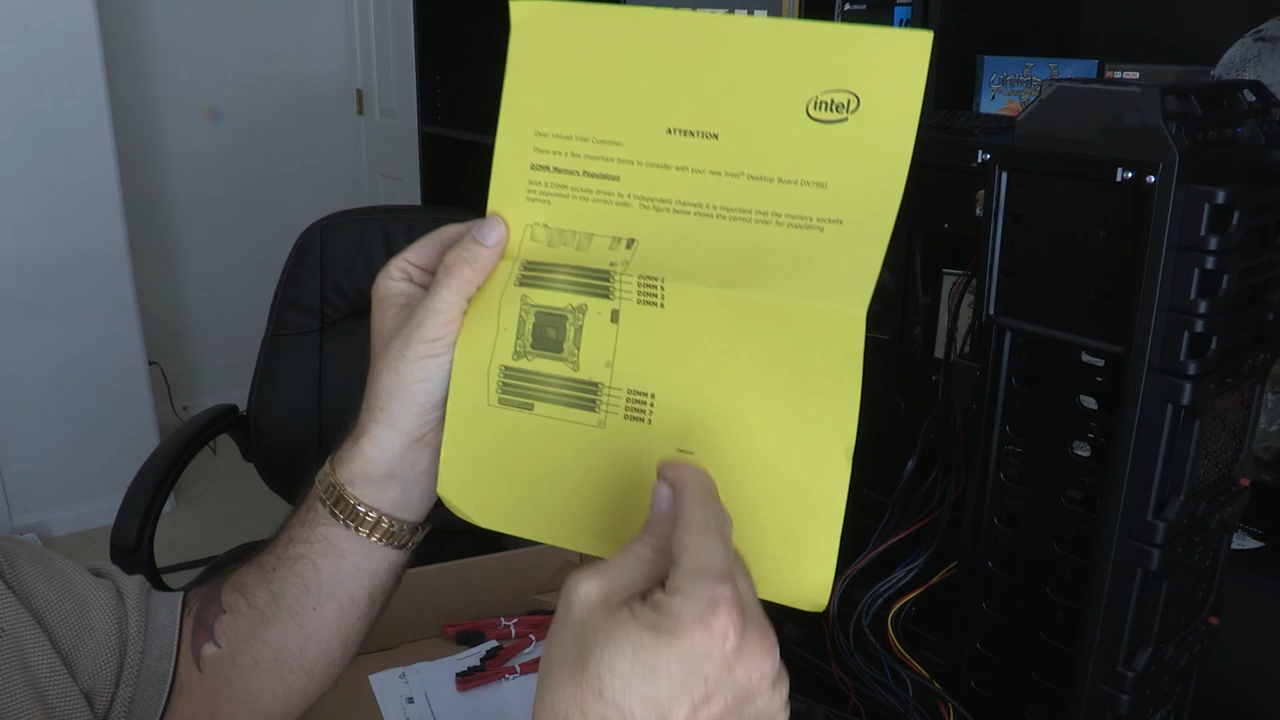 intel
ATTENTION
Dear Valued Intel Customer,
There are a few important items to consider with your new Intel® Desktop Board DX79SI.
DIMM Memory Population
With 8 DIMM sockets driven by 4 independent channels it is important that the memory sockets
are populated in the correct order. The figure below shows the correct order for populating
memory.
DIMM 1
DIMM 5
DIMM 2
DIMM 6
DIMM 8
DIMM 4
DIMM 7
DIMM 3